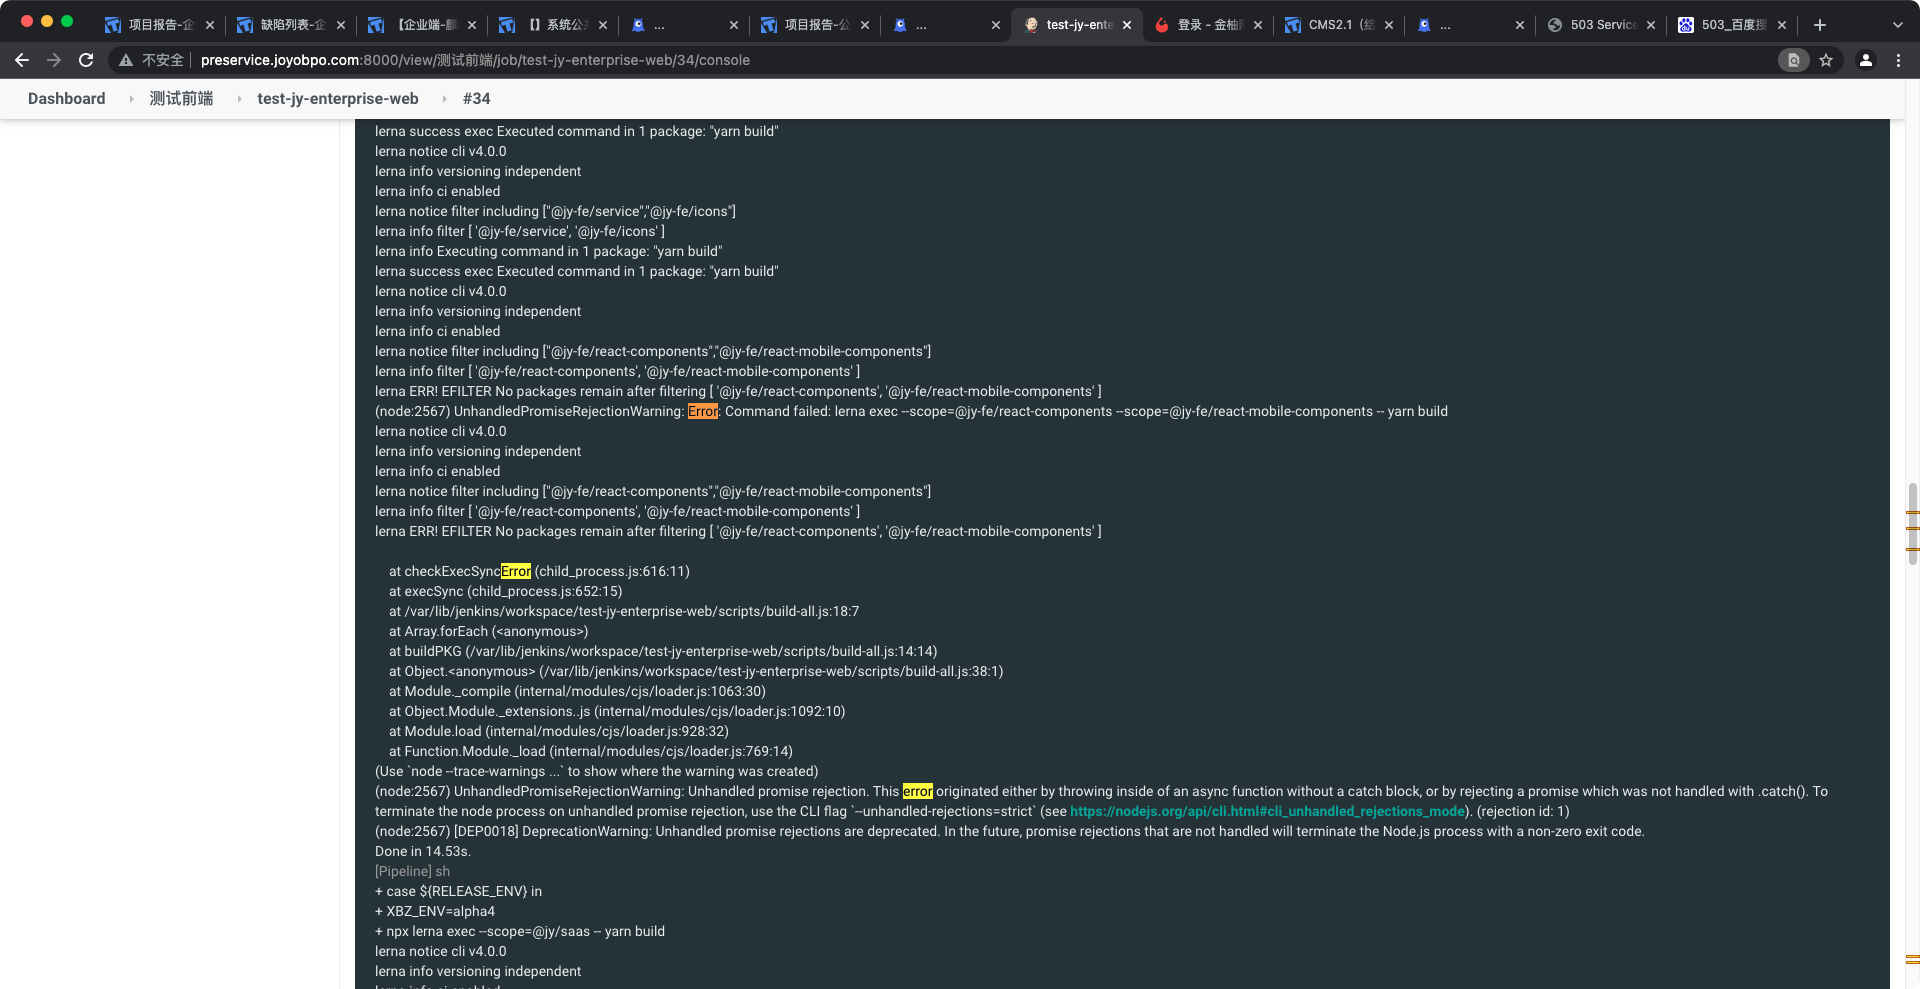 项目报告-企
缺陷列表-企
【企业端-麒
【】系统公共
...
项目报告-公
...
test-jy-ente
登录 - 金柚网
CMS2.1（结
...
503 Service
503_百度搜
不安全
preservice.joyobpo.com:8000/view/测试前端/job/test-jy-enterprise-web/34/console
Dashboard
测试前端
test-jy-enterprise-web
#34
lerna success exec Executed command in 1 package: "yarn build"
lerna notice cli v4.0.0
lerna info versioning independent
lerna info ci enabled
lerna notice filter including ["@jy-fe/service","@jy-fe/icons"]
lerna info filter [ '@jy-fe/service', '@jy-fe/icons' ]
lerna info Executing command in 1 package: "yarn build"
lerna success exec Executed command in 1 package: "yarn build"
lerna notice cli v4.0.0
lerna info versioning independent
lerna info ci enabled
lerna notice filter including ["@jy-fe/react-components","@jy-fe/react-mobile-components"]
lerna info filter [ '@jy-fe/react-components', '@jy-fe/react-mobile-components' ]
lerna ERR! EFILTER No packages remain after filtering [ '@jy-fe/react-components', '@jy-fe/react-mobile-components' ]
(node:2567) UnhandledPromiseRejectionWarning: Error: Command failed: lerna exec --scope=@jy-fe/react-components --scope=@jy-fe/react-mobile-components -- yarn build
lerna notice cli v4.0.0
lerna info versioning independent
lerna info ci enabled
lerna notice filter including ["@jy-fe/react-components","@jy-fe/react-mobile-components"]
lerna info filter [ '@jy-fe/react-components', '@jy-fe/react-mobile-components' ]
lerna ERR! EFILTER No packages remain after filtering [ '@jy-fe/react-components', '@jy-fe/react-mobile-components' ]
at checkExecSyncError (child_process.js:616:11)
at execSync (child_process.js:652:15)
at /var/lib/jenkins/workspace/test-jy-enterprise-web/scripts/build-all.js:18:7
at Array.forEach (<anonymous>)
at buildPKG (/var/lib/jenkins/workspace/test-jy-enterprise-web/scripts/build-all.js:14:14)
at Object.<anonymous> (/var/lib/jenkins/workspace/test-jy-enterprise-web/scripts/build-all.js:38:1)
at Module._compile (internal/modules/cjs/loader.js:1063:30)
at Object.Module._extensions..js (internal/modules/cjs/loader.js:1092:10)
at Module.load (internal/modules/cjs/loader.js:928:32)
at Function.Module._load (internal/modules/cjs/loader.js:769:14)
(Use `node --trace-warnings ...` to show where the warning was created)
(node:2567) UnhandledPromiseRejectionWarning: Unhandled promise rejection. This error originated either by throwing inside of an async function without a catch block, or by rejecting a promise which was not handled with .catch(). To
terminate the node process on unhandled promise rejection, use the CLI flag `--unhandled-rejections=strict` (see https://nodejs.org/api/cli.html#cli_unhandled_rejections_mode). (rejection id: 1)
(node:2567) [DEP0018] DeprecationWarning: Unhandled promise rejections are deprecated. In the future, promise rejections that are not handled will terminate the Node.js process with a non-zero exit code.
Done in 14.53s.
[Pipeline] sh
+ case ${RELEASE_ENV} in
+ XBZ_ENV=alpha4
+ npx lerna exec --scope=@jy/saas -- yarn build
lerna notice cli v4.0.0
lerna info versioning independent
lerna info ci enabled